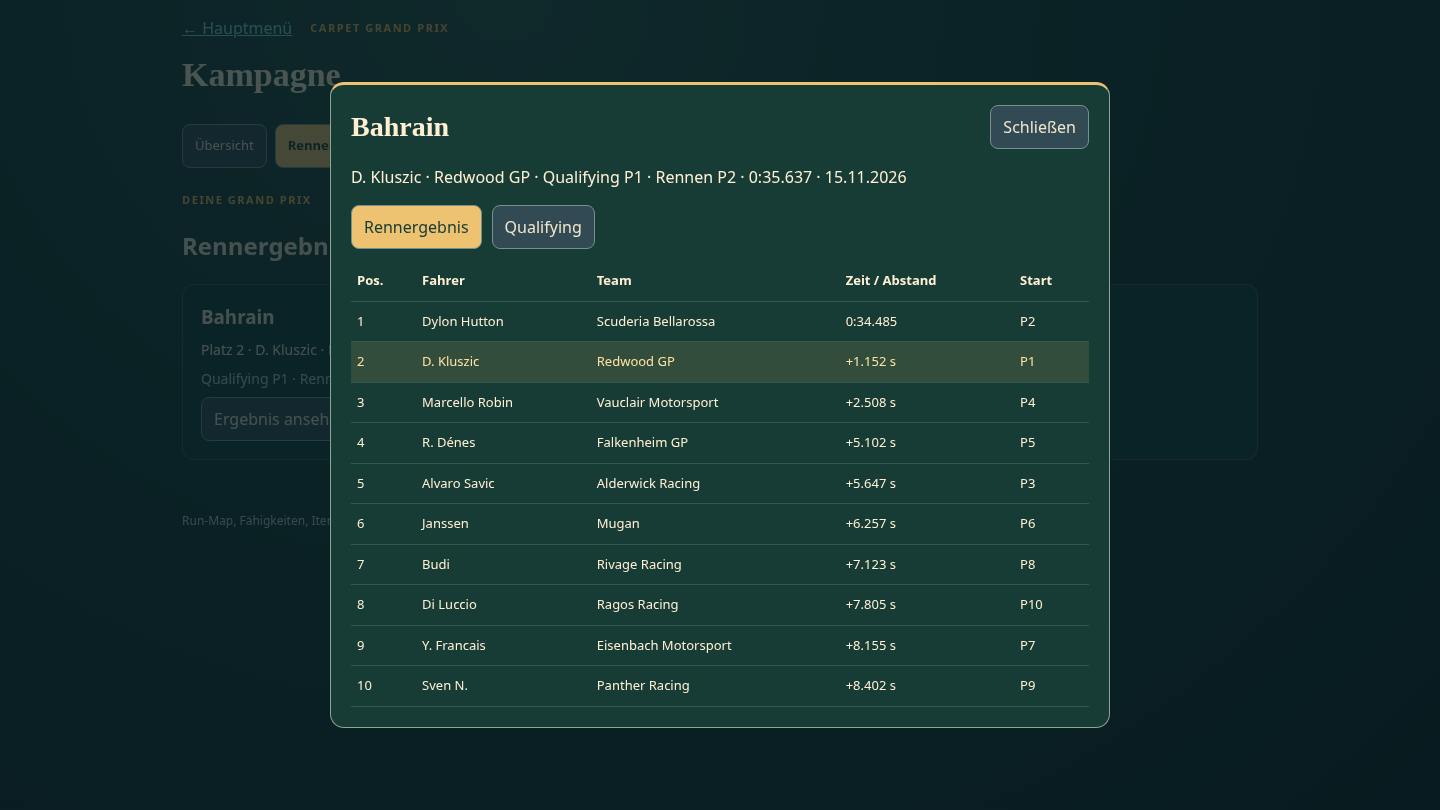 ← Hauptmenü CARPET GRAND PRIX
Kampagne
Übersicht Renne
DEINE GRAND PRIX
Rennergebn
Bahrain
Platz 2 · D. Kluszic ·
Qualifying P1 · Renn
Ergebnis anseh
Run-Map, Fähigkeiten, Iter
Bahrain Schließen
D. Kluszic · Redwood GP · Qualifying P1 · Rennen P2 · 0:35.637 · 15.11.2026
Rennergebnis Qualifying
Pos. Fahrer Team Zeit / Abstand Start
1 Dylon Hutton Scuderia Bellarossa 0:34.485 P2
2 D. Kluszic Redwood GP +1.152 s P1
3 Marcello Robin Vauclair Motorsport +2.508 s P4
4 R. Dénes Falkenheim GP +5.102 s P5
5 Alvaro Savic Alderwick Racing +5.647 s P3
6 Janssen Mugan +6.257 s P6
7 Budi Rivage Racing +7.123 s P8
8 Di Luccio Ragos Racing +7.805 s P10
9 Y. Francais Eisenbach Motorsport +8.155 s P7
10 Sven N. Panther Racing +8.402 s P9